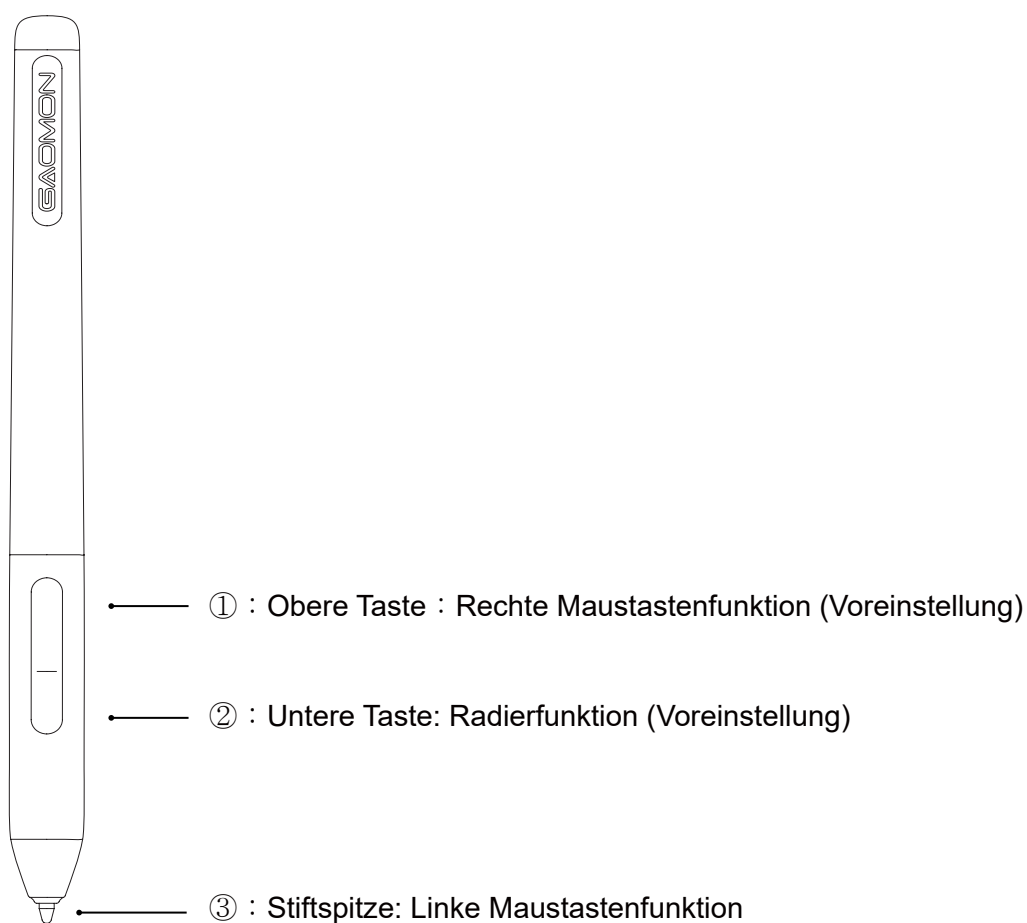 GAOMON
①：Obere Taste：Rechte Maustastenfunktion (Voreinstellung)
②：Untere Taste: Radierfunktion (Voreinstellung)
③：Stiftspitze: Linke Maustastenfunktion